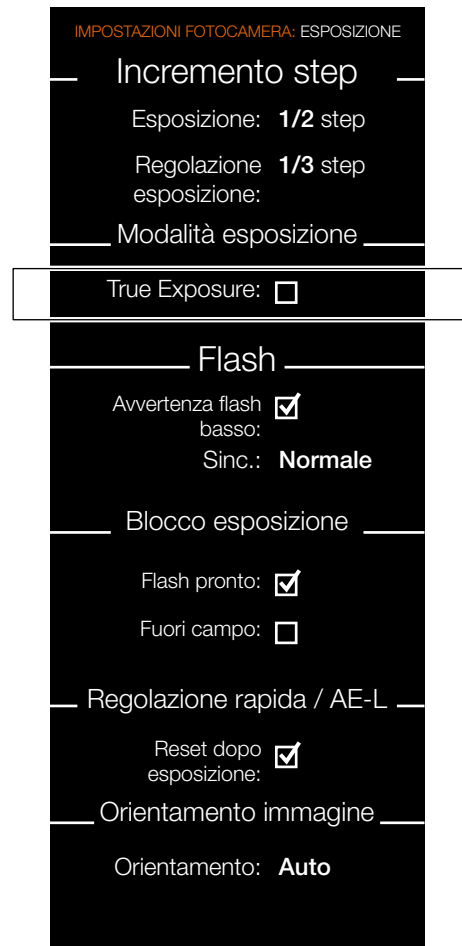 IMPOSTAZIONI FOTOCAMERA: ESPOSIZIONE
Incremento step
Esposizione: 1/2 step
Regolazione 1/3 step
esposizione:
Modalità esposizione
True Exposure:
Flash
Avvertenza flash
basso:
Sinc.: Normale
Blocco esposizione
Flash pronto:
Fuori campo:
Regolazione rapida / AE-L
Reset dopo
esposizione:
Orientamento immagine
Orientamento: Auto